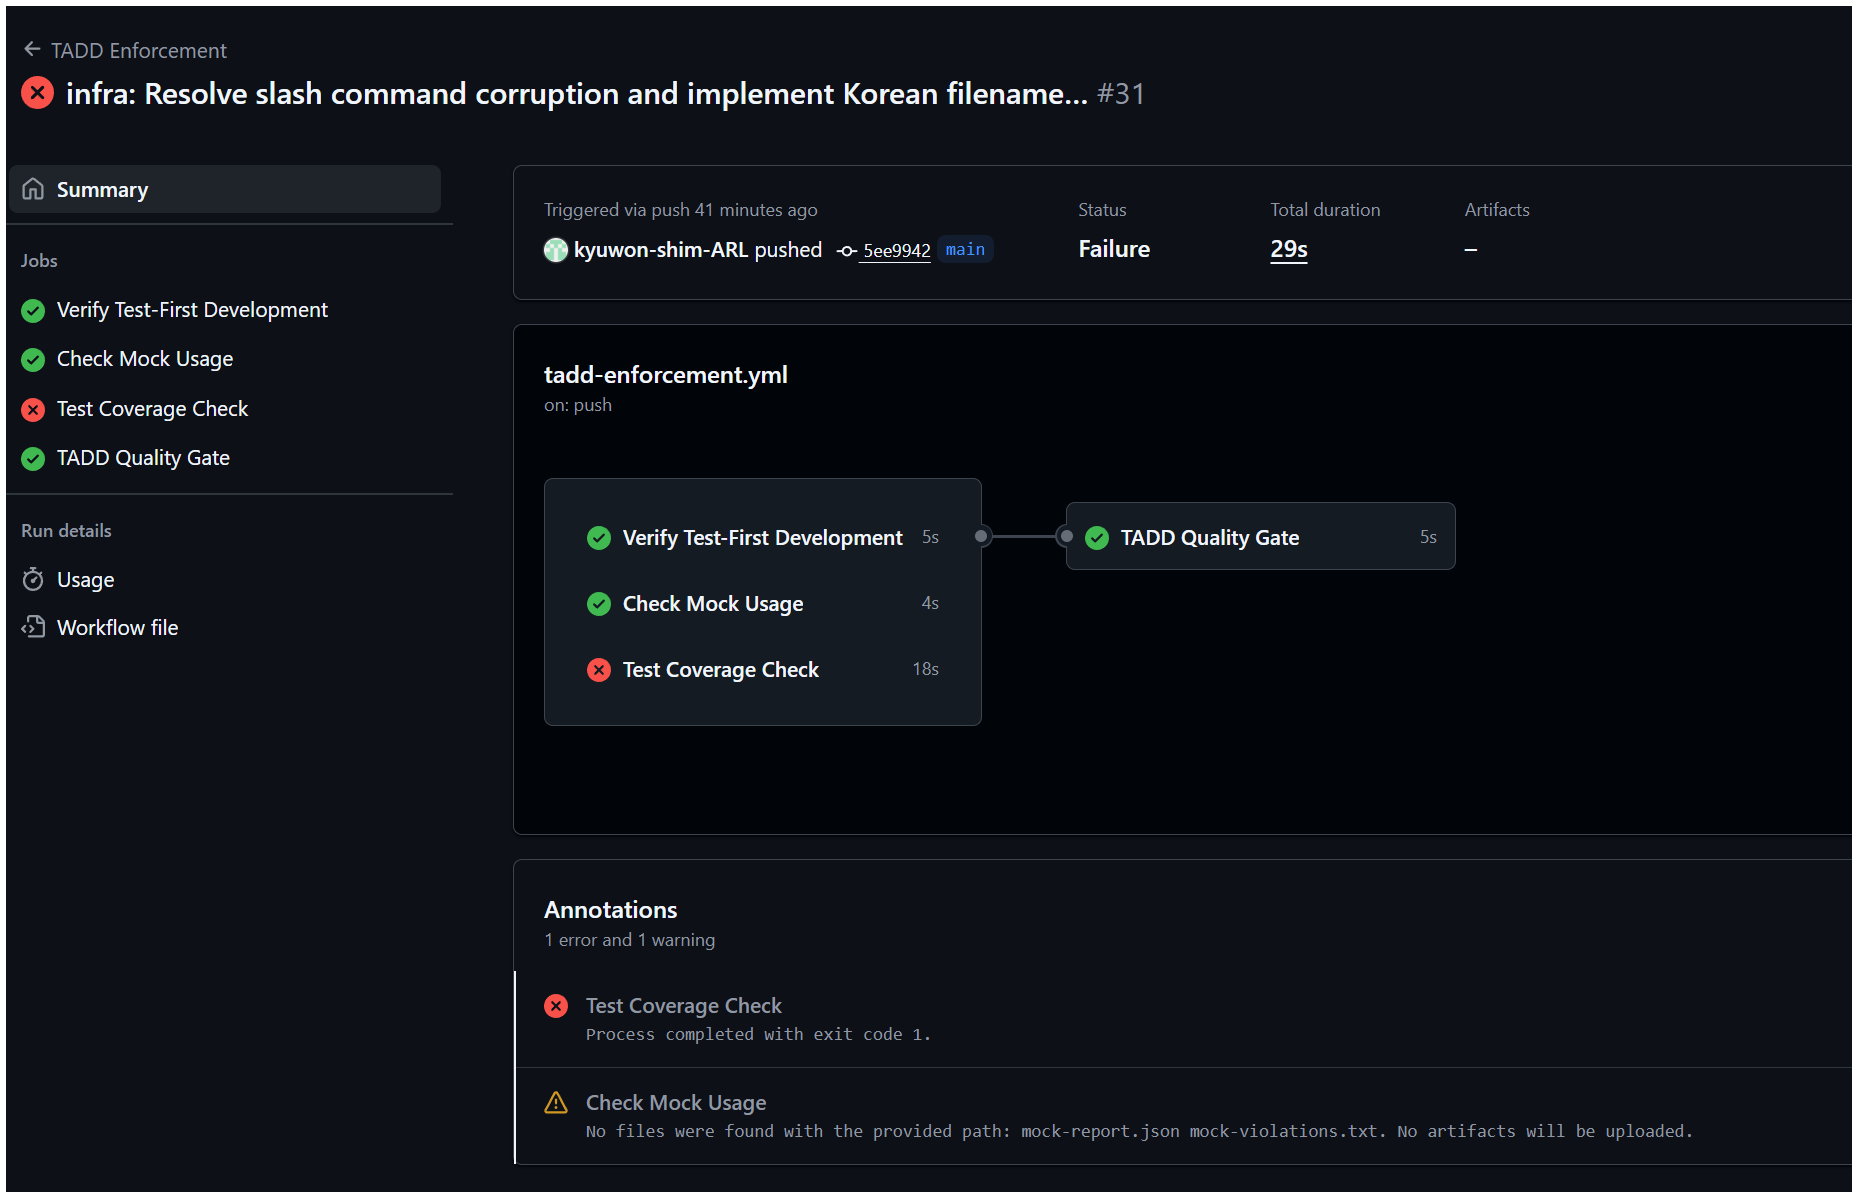 TADD Enforcement
infra: Resolve slash command corruption and implement Korean filename... #31
Summary
Jobs
Verify Test-First Development
Check Mock Usage
Test Coverage Check
TADD Quality Gate
Run details
Usage
Workflow file
Triggered via push 41 minutes ago
kyuwon-shim-ARL pushed 5ee9942 main
Status
Failure
Total duration
29s
Artifacts
–
tadd-enforcement.yml
on: push
Verify Test-First Development 5s
Check Mock Usage 4s
Test Coverage Check 18s
TADD Quality Gate 5s
Annotations
1 error and 1 warning
Test Coverage Check
Process completed with exit code 1.
Check Mock Usage
No files were found with the provided path: mock-report.json mock-violations.txt. No artifacts will be uploaded.